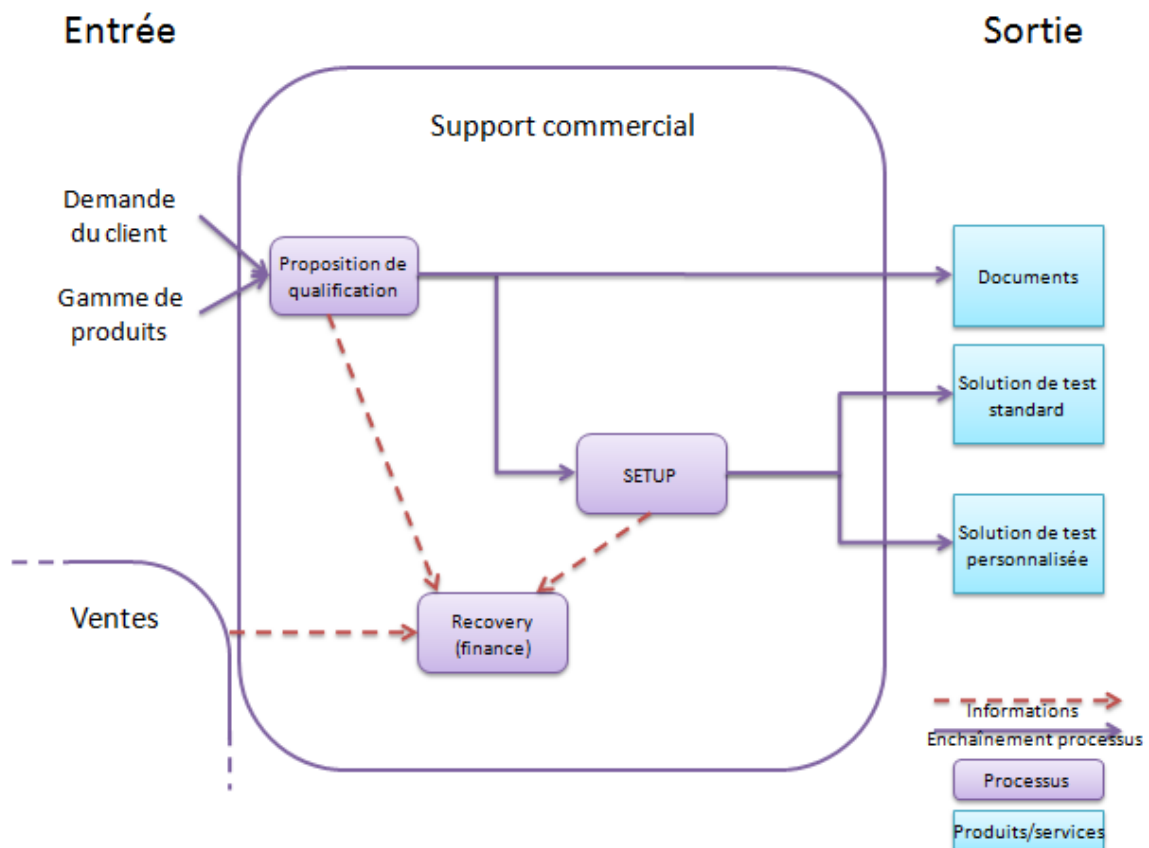 Entrée
Sortie
Support commercial
Demande
du client
Gamme de
produits
Proposition de
qualification
Documents
Solution de test
standard
SETUP
Solution de test
personnalisée
Ventes
Recovery
(finance)
Informations
Enchaînement processus
Processus
Produits/services